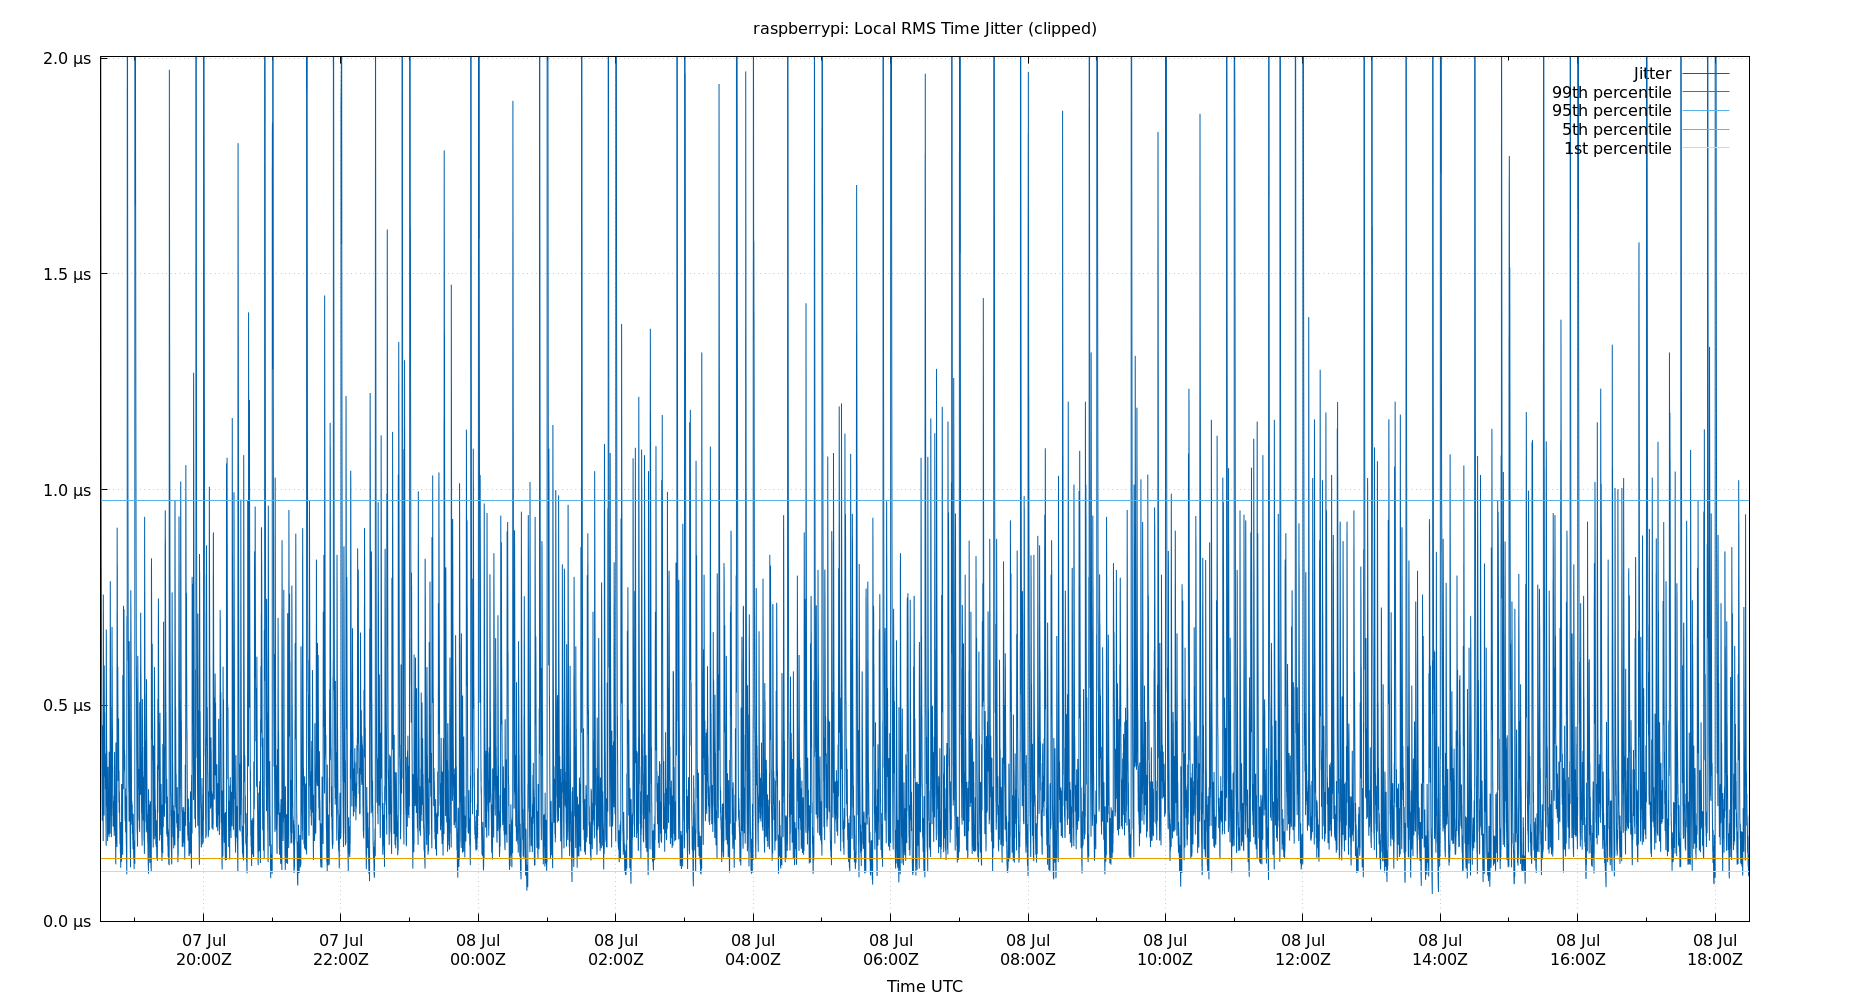 raspberrypi: Local RMS Time Jitter (clipped)
2.0 µs
1.5 µs
1.0 µs
0.5 µs
0.0 µs
Jitter
99th percentile
95th percentile
5th percentile
1st percentile
07 Jul 07 Jul 08 Jul 08 Jul 08 Jul 08 Jul 08 Jul 08 Jul 08 Jul 08 Jul 08 Jul 08 Jul
20:00Z 22:00Z 00:00Z 02:00Z 04:00Z 06:00Z 08:00Z 10:00Z 12:00Z 14:00Z 16:00Z 18:00Z
Time UTC